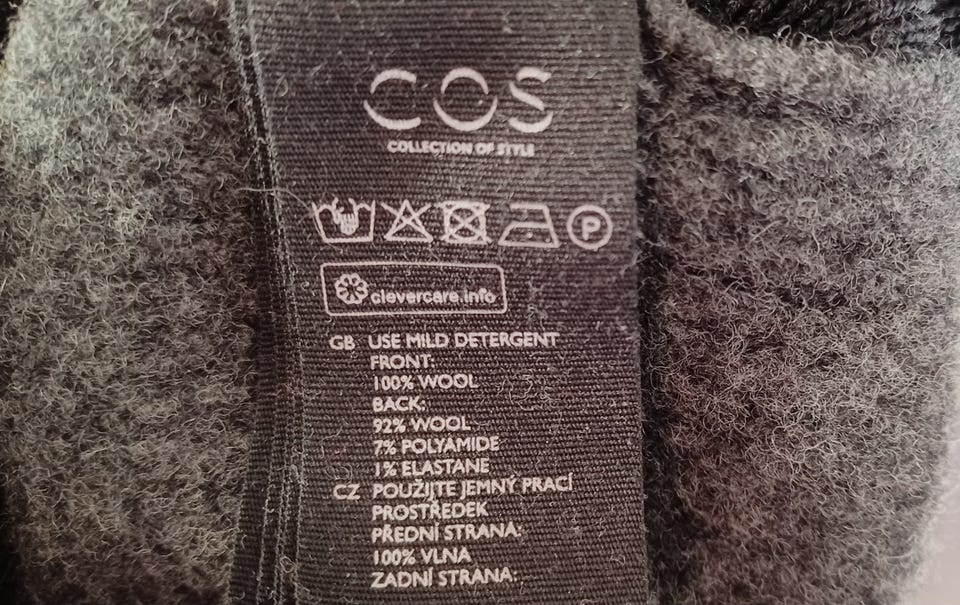 COS
COLLECTION OF STYLE
P
clevercare.info
GB USE MILD DETERGENT
FRONT:
100% WOOL
BACK:
92% WOOL
7% POLYAMIDE
1% ELASTANE
CZ POUŽIJTE JEMNÝ PRACÍ
PROSTŘEDEK
PŘEDNÍ STRANA:
100% VLNA
ZADNÍ STRANA: